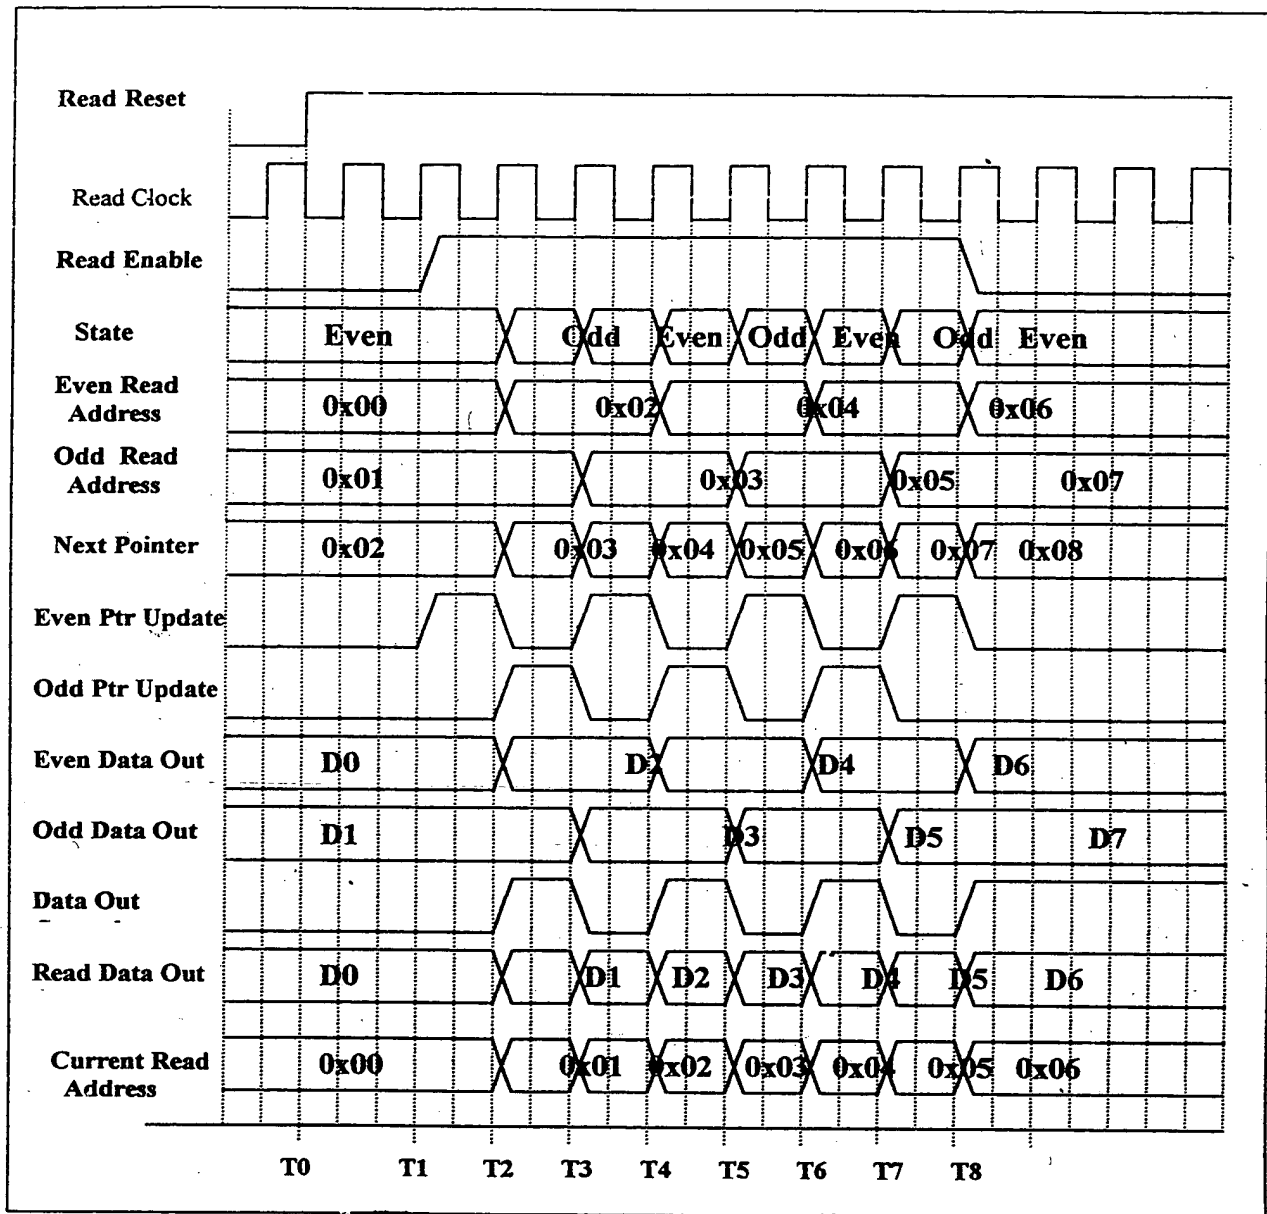 Read Reset
Read Clock
Read Enable
State Even Odd Even Odd Even Odd Even
Even Read
Address 0x00 0x02 0x04 0x06
Odd Read
Address 0x01 0x03 0x05 0x07
Next Pointer 0x02 0x03 0x04 0x05 0x06 0x07 0x08
Even Ptr Update
Odd Ptr Update
Even Data Out D0 D2 D4 D6
Odd Data Out D1 D3 D5 D7
Data Out
Read Data Out D0 D1 D2 D3 D4 D5 D6
Current Read
Address 0x00 0x01 0x02 0x03 0x04 0x05 0x06
T0 T1 T2 T3 T4 T5 T6 T7 T8